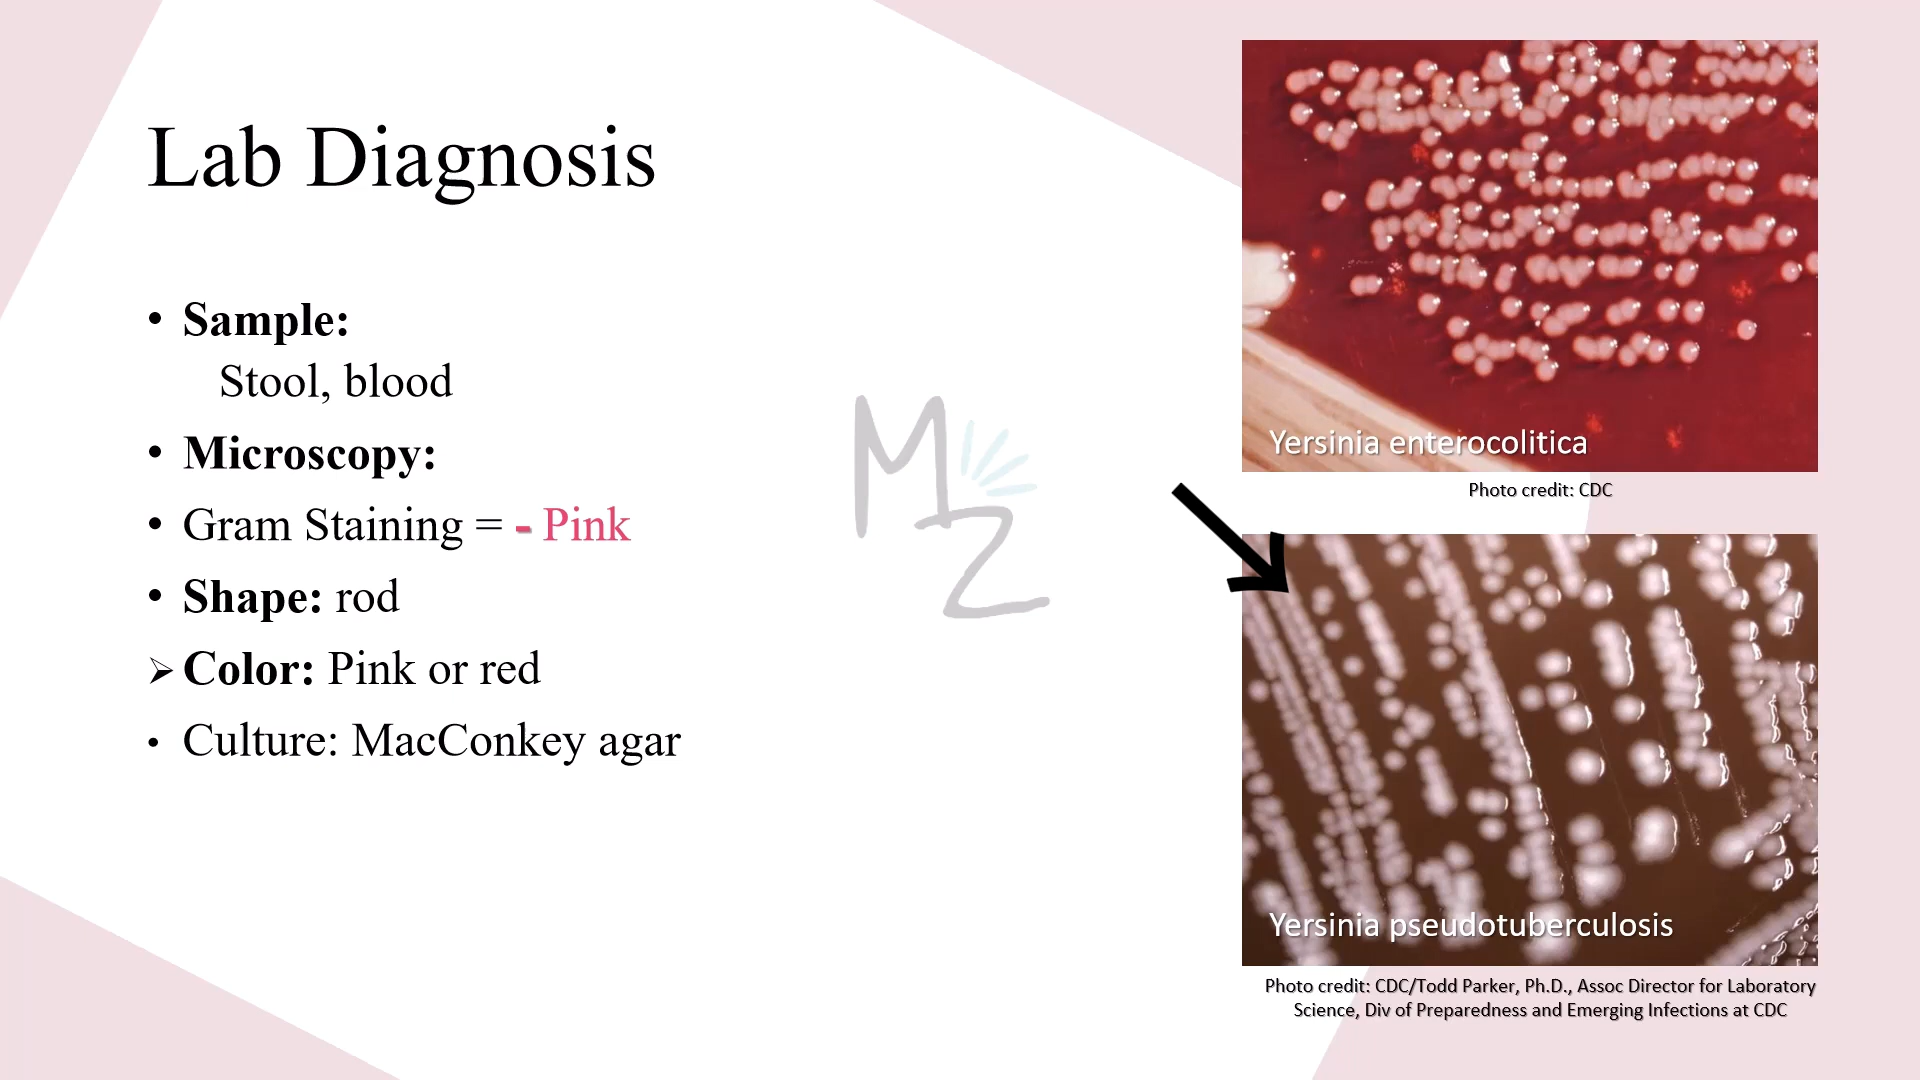 Lab Diagnosis
• Sample:
Stool, blood
• Microscopy:
• Gram Staining = - Pink
• Shape: rod
➢ Color: Pink or red
• Culture: MacConkey agar
MZ
Yersinia enterocolitica
Photo credit: CDC
Yersinia pseudotuberculosis
Photo credit: CDC/Todd Parker, Ph.D., Assoc Director for Laboratory
Science, Div of Preparedness and Emerging Infections at CDC